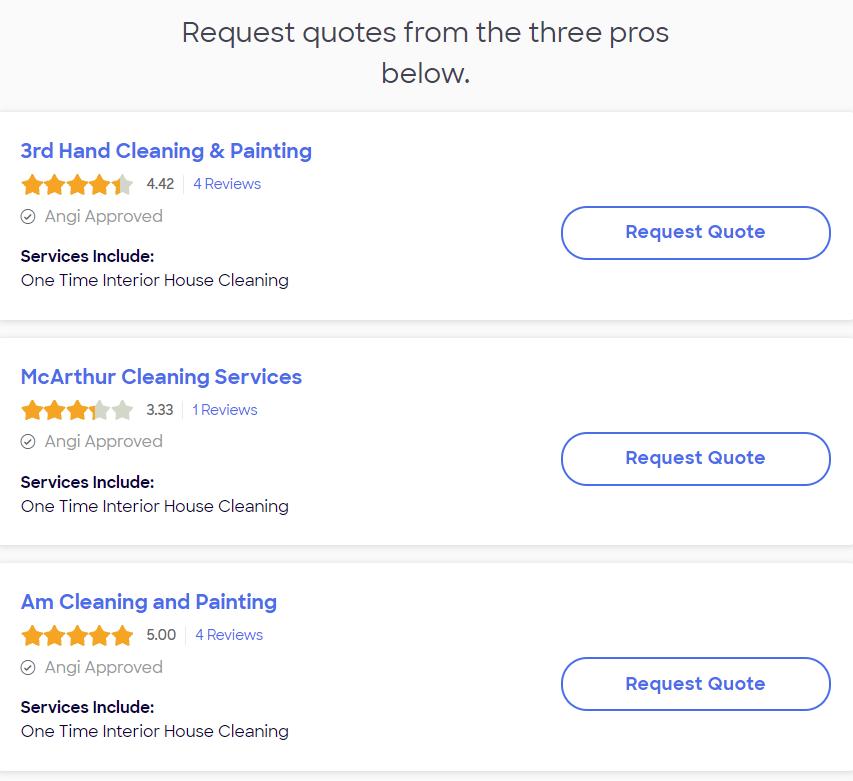 Request quotes from the three pros
below.
3rd Hand Cleaning & Painting
4.42 4 Reviews
Angi Approved
Request Quote
Services Include:
One Time Interior House Cleaning
McArthur Cleaning Services
3.33 1 Reviews
Angi Approved
Request Quote
Services Include:
One Time Interior House Cleaning
Am Cleaning and Painting
5.00 4 Reviews
Angi Approved
Request Quote
Services Include:
One Time Interior House Cleaning